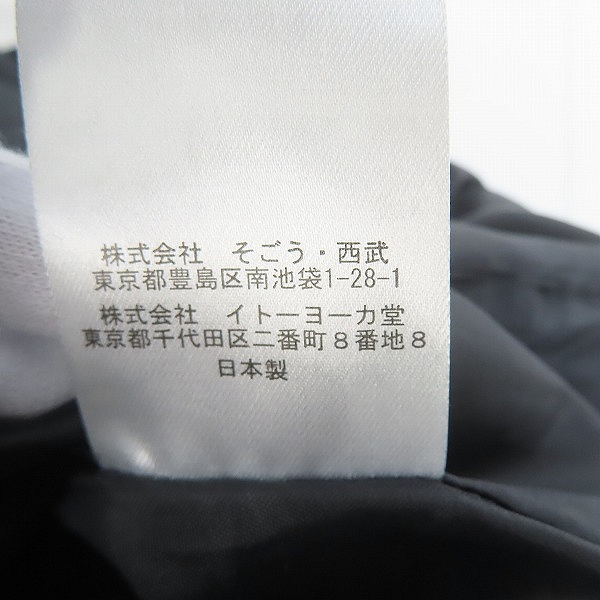 株式会社 そごう・西武
東京都豊島区南池袋1-28-1
株式会社 イトーヨーカ堂
東京都千代田区二番町８番地８
日本製